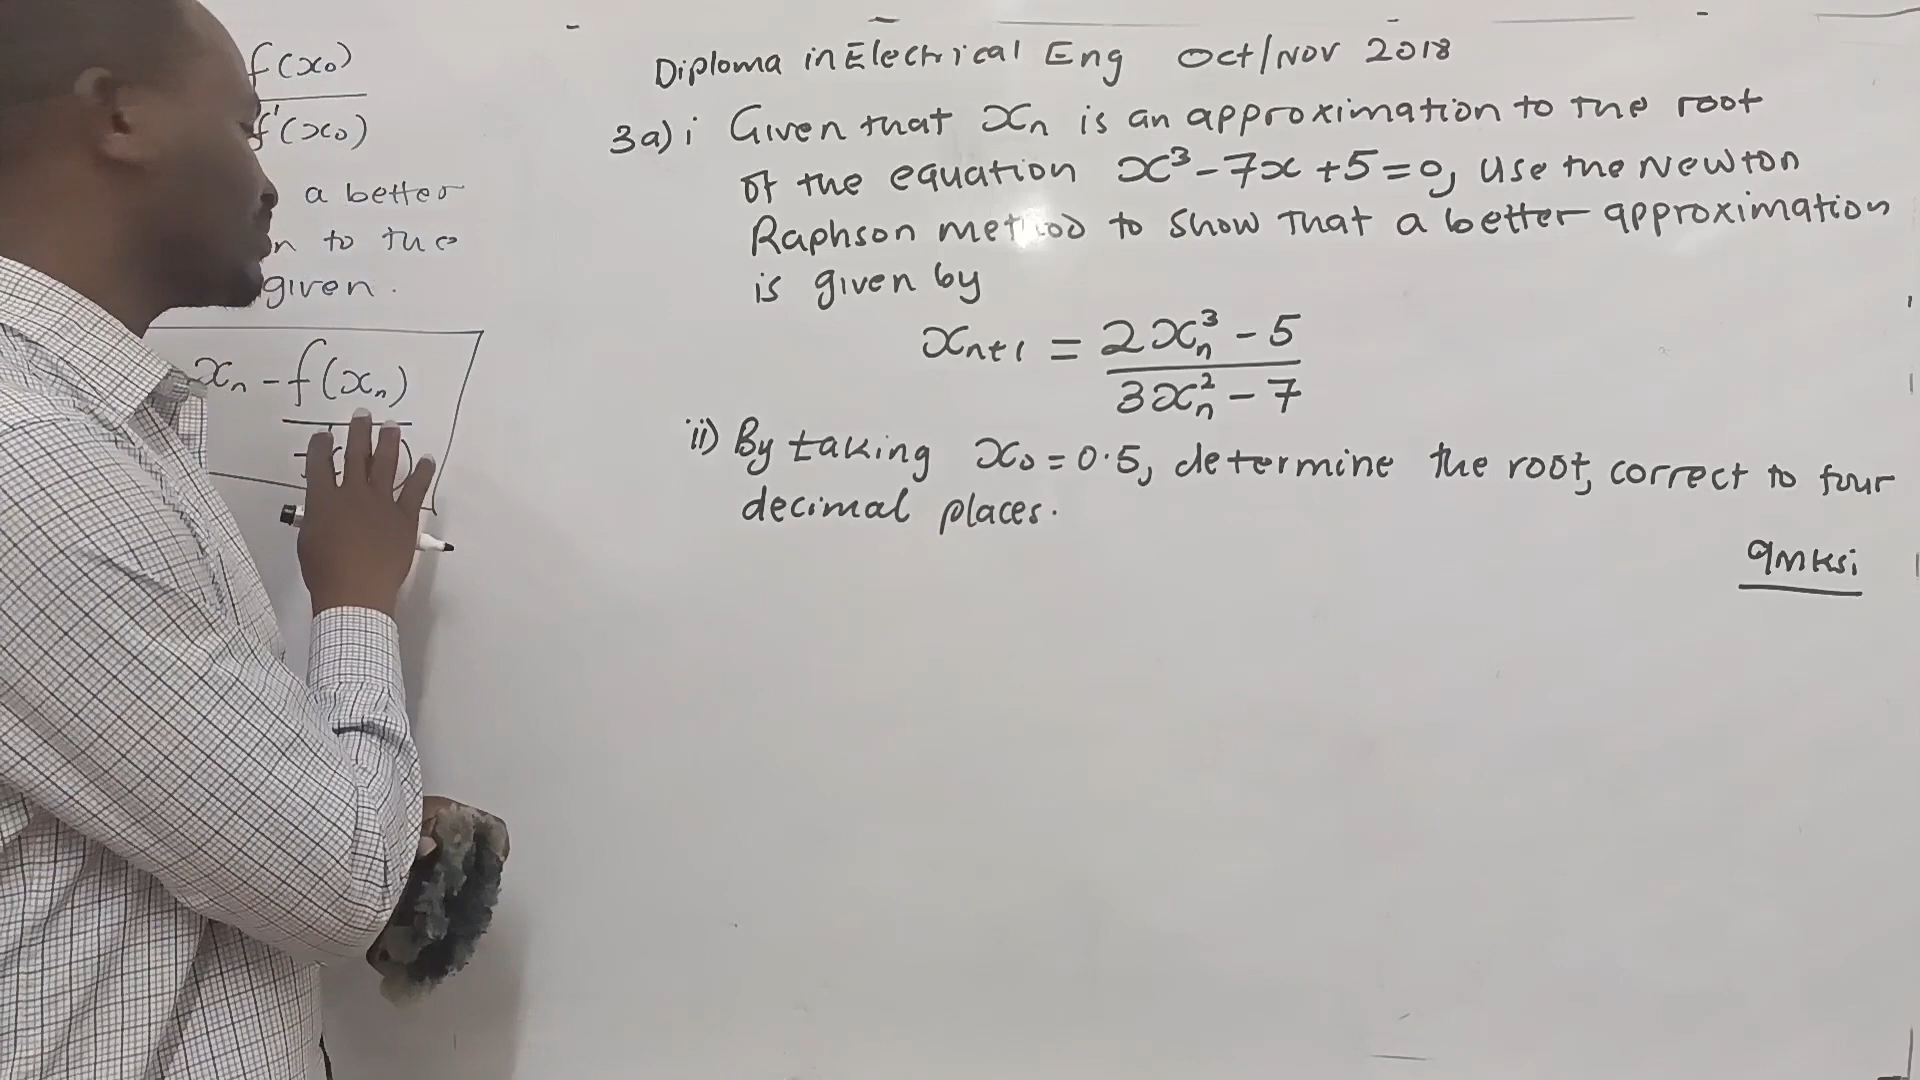 f(x₀)
f'(x₀)
a better
n to the
given.
xₙ - f(xₙ)
Diploma in Electrical Eng Oct/Nov 2018
3a) i Given that xₙ is an approximation to the root
of the equation x³ - 7x + 5 = 0, use the Newton
Raphson method to show that a better approximation
is given by
xₙ₊₁ = 2xₙ³ - 5
3xₙ² - 7
ii) By taking x₀ = 0.5, determine the root, correct to four
decimal places.
9mks;